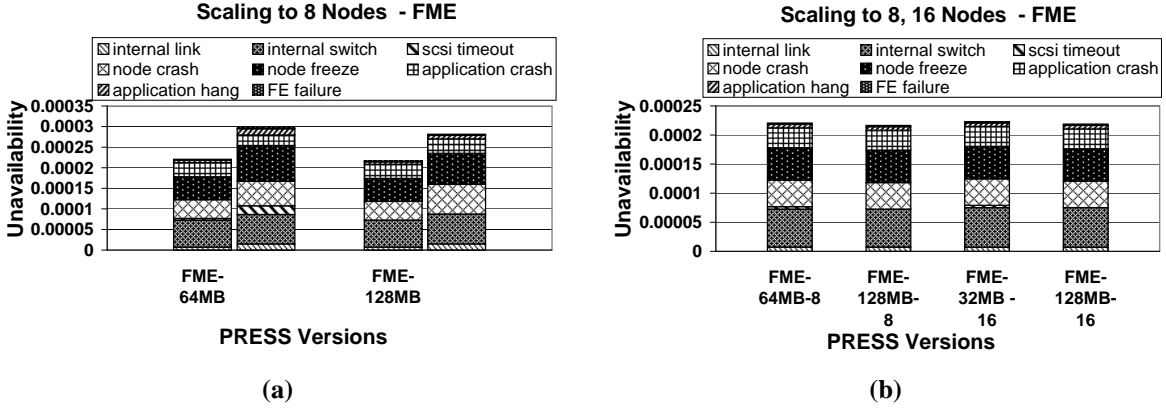 Scaling to 8 Nodes - FME
internal link internal switch scsi timeout
node crash node freeze application crash
application hang FE failure
0.00035
0.0003
0.00025
0.0002
0.00015
0.0001
0.00005
0
Unavailability
FME-
64MB
FME-
128MB
PRESS Versions
(a)
Scaling to 8, 16 Nodes - FME
internal link internal switch scsi timeout
node crash node freeze application crash
application hang FE failure
0.00025
0.0002
0.00015
0.0001
0.00005
0
Unavailability
FME-
64MB-8
FME-
128MB-
8
FME-
32MB -
16
FME-
128MB-
16
PRESS Versions
(b)